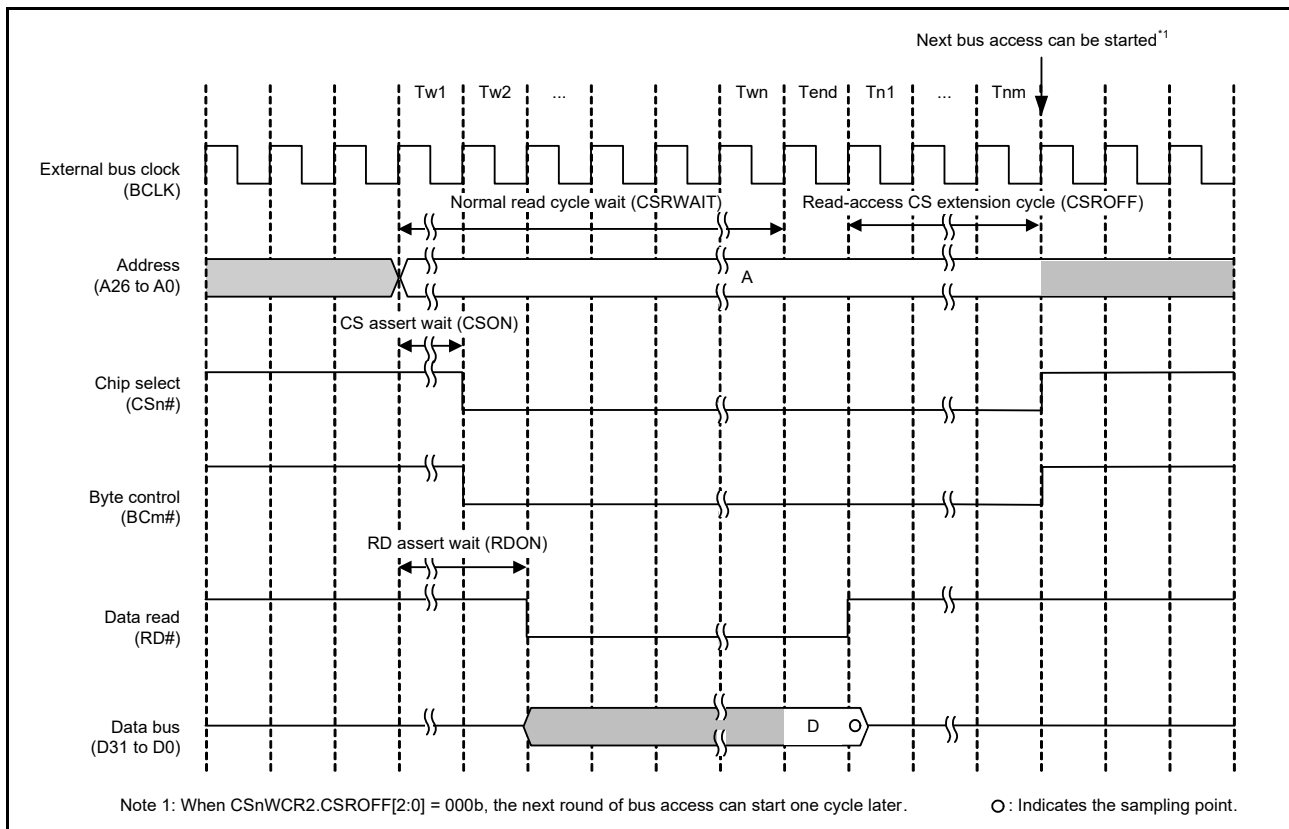 Next bus access can be started*1
Tw1 Tw2 ... Twn Tend Tn1 ... Tnm
External bus clock
(BCLK)
Normal read cycle wait (CSRWAIT) Read-access CS extension cycle (CSROFF)
Address
(A26 to A0)
A
CS assert wait (CSON)
Chip select
(CSn#)
Byte control
(BCm#)
RD assert wait (RDON)
Data read
(RD#)
Data bus
(D31 to D0)
D
Note 1: When CSnWCR2.CSROFF[2:0] = 000b, the next round of bus access can start one cycle later. O : Indicates the sampling point.